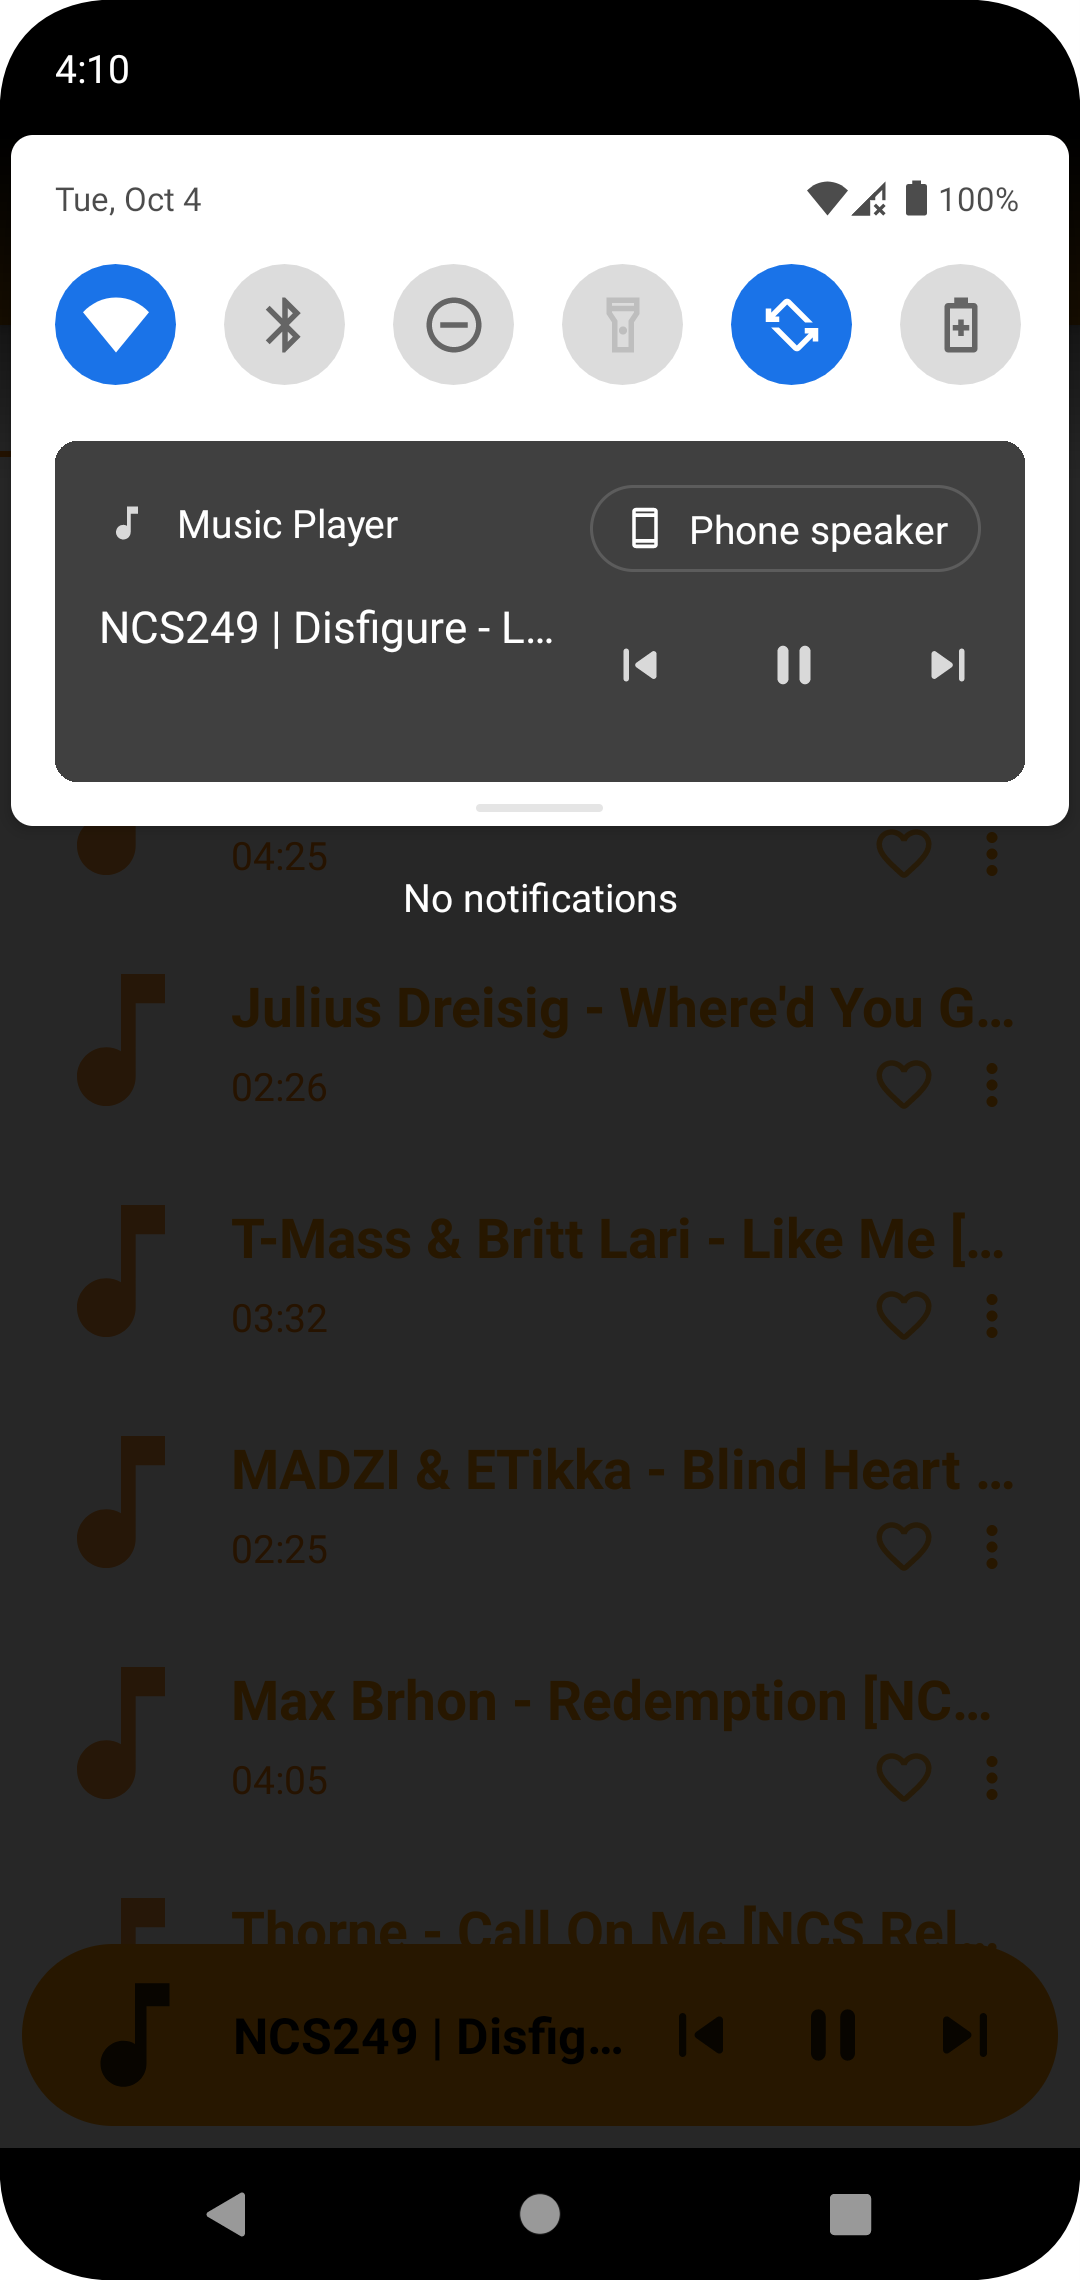 4:10
Tue, Oct 4
100%
Music Player
Phone speaker
NCS249 | Disfigure - L...
04:25
No notifications
Julius Dreisig - Where'd You G...
02:26
T-Mass & Britt Lari - Like Me [...
03:32
MADZI & ETikka - Blind Heart ...
02:25
Max Brhon - Redemption [NC...
04:05
Thorne - Call On Me [NCS Rel...
NCS249 | Disfig...